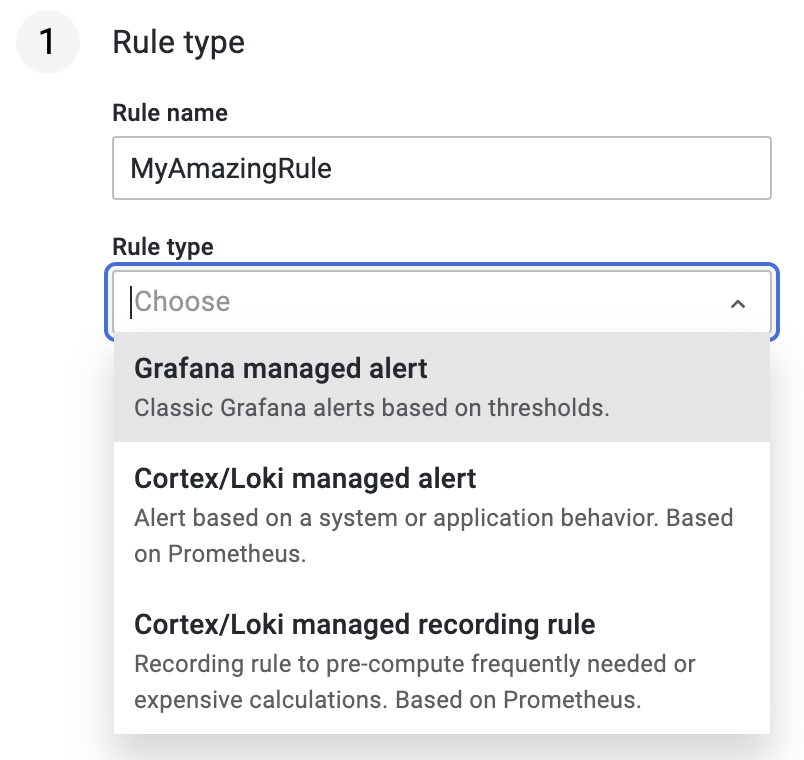 1 Rule type
Rule name
MyAmazingRule
Rule type
Choose
Grafana managed alert
Classic Grafana alerts based on thresholds.
Cortex/Loki managed alert
Alert based on a system or application behavior. Based
on Prometheus.
Cortex/Loki managed recording rule
Recording rule to pre-compute frequently needed or
expensive calculations. Based on Prometheus.